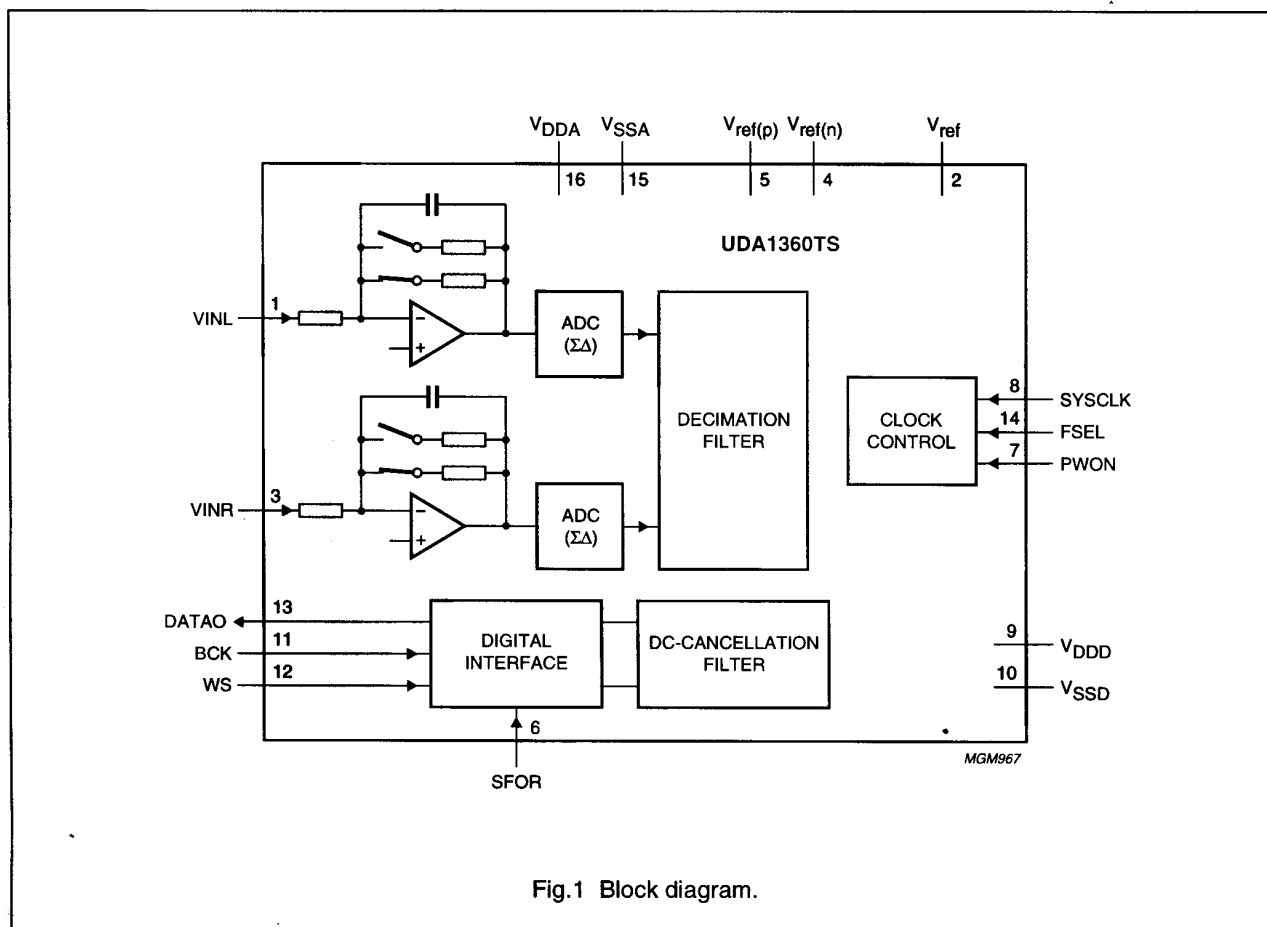 VDDA VSSA Vref(p) Vref(n) Vref
16 15 5 4 2
UDA1360TS
VINL 1
−
+
ADC
(ΣΔ)
VINR 3
−
+
ADC
(ΣΔ)
DECIMATION
FILTER
CLOCK
CONTROL
8 SYSCLK
14 FSEL
7 PWON
DATAO 13
BCK 11
WS 12
DIGITAL
INTERFACE
DC-CANCELLATION
FILTER
9 VDDD
10 VSSD
6
SFOR
MGM967
Fig.1 Block diagram.